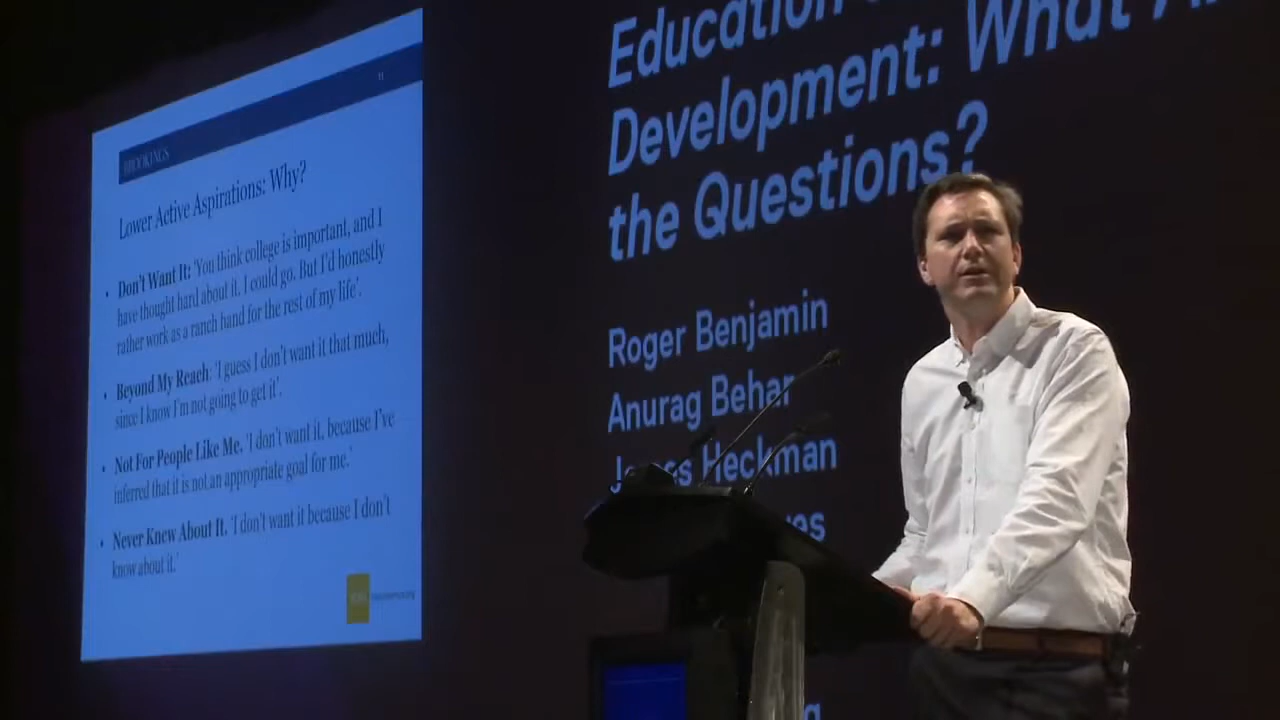 11
BROOKINGS
Lower Active Aspirations: Why?
• Don't Want It: 'You think college is important, and I
have thought hard about it. I could go. But I'd honestly
rather work as a ranch hand for the rest of my life'.
• Beyond My Reach: 'I guess I don't want it that much,
since I know I'm not going to get it'.
• Not For People Like Me. 'I don't want it, because I've
inferred that it is not an appropriate goal for me.'
• Never Knew About It. 'I don't want it because I don't
know about it.'
Education
Development: What
the Questions?
Roger Benjamin
Anurag Behar
Heckman